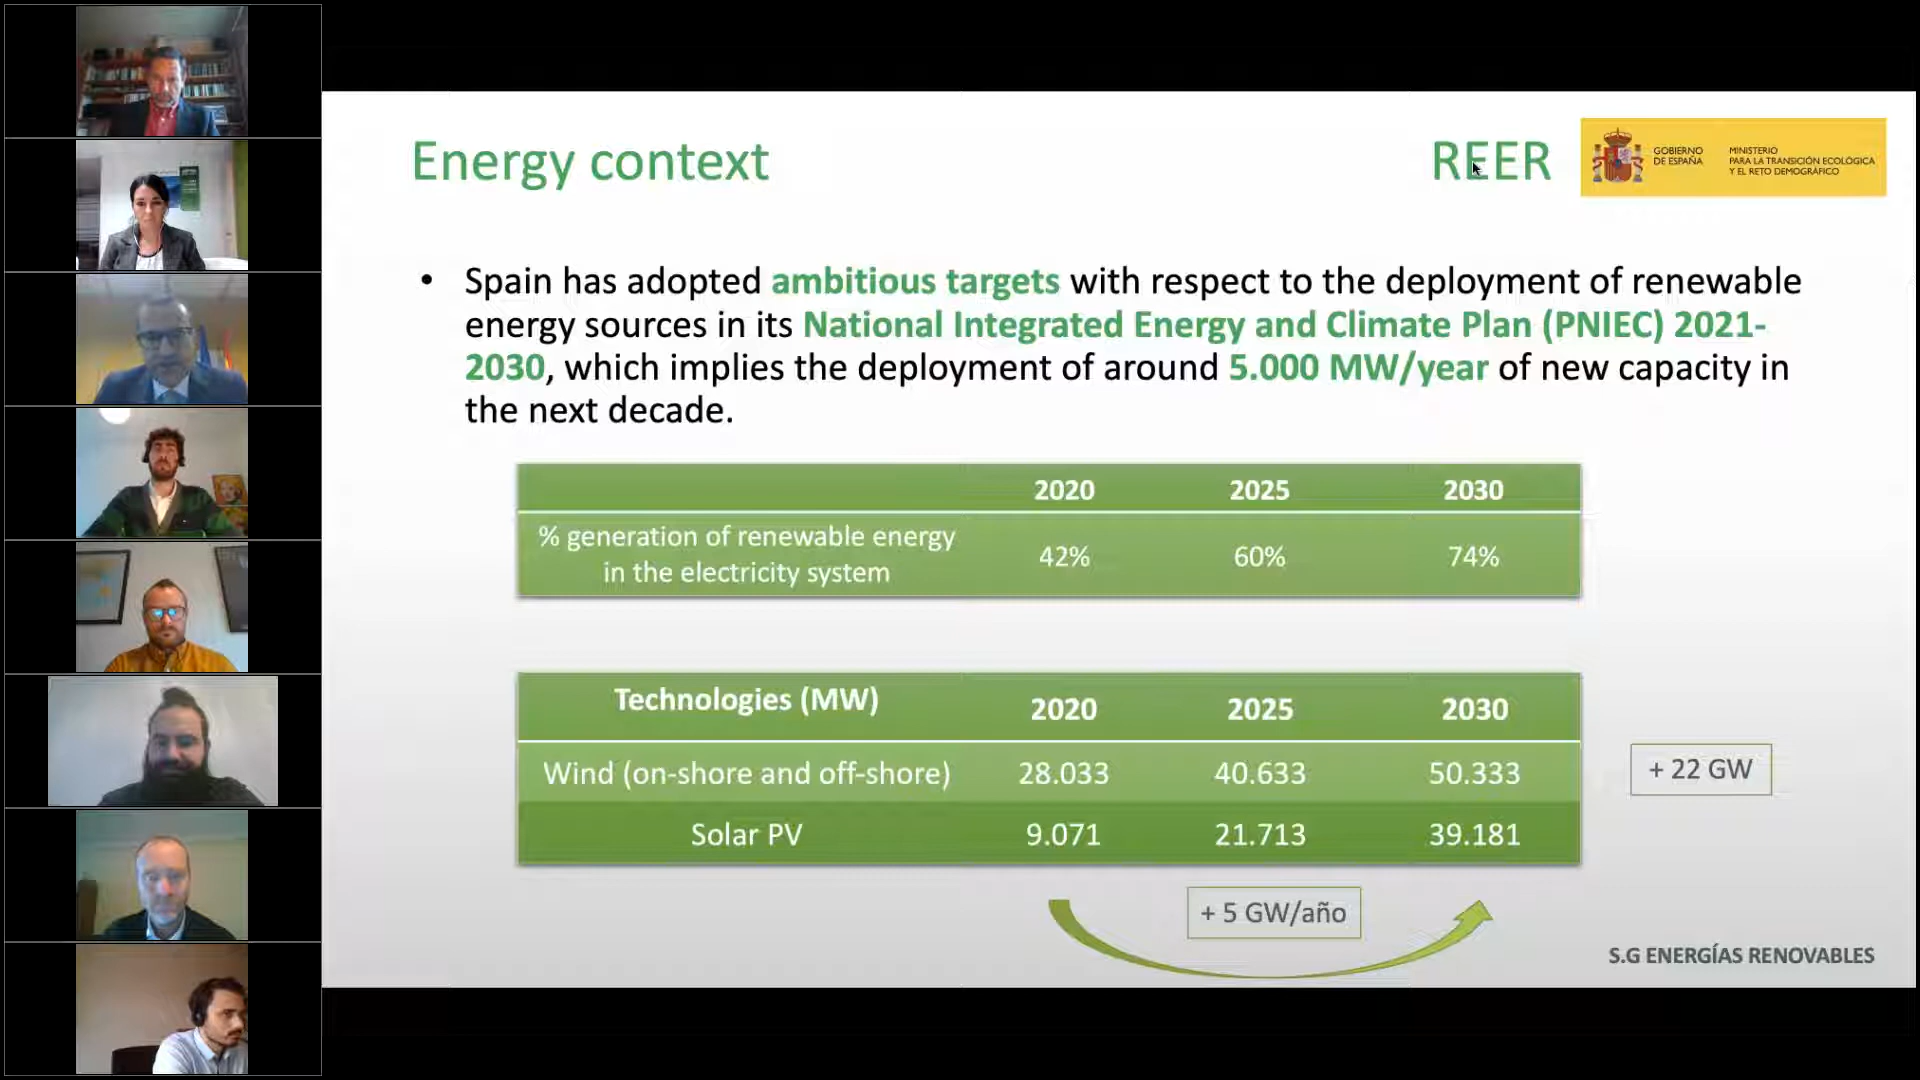 Energy context
REER
GOBIERNO
DE ESPAÑA
MINISTERIO
PARA LA TRANSICIÓN ECOLÓGICA
Y EL RETO DEMOGRÁFICO
• Spain has adopted ambitious targets with respect to the deployment of renewable
energy sources in its National Integrated Energy and Climate Plan (PNIEC) 2021-
2030, which implies the deployment of around 5.000 MW/year of new capacity in
the next decade.
2020 2025 2030
% generation of renewable energy
in the electricity system
42% 60% 74%
Technologies (MW) 2020 2025 2030
Wind (on-shore and off-shore) 28.033 40.633 50.333
+ 22 GW
Solar PV 9.071 21.713 39.181
+ 5 GW/año
S.G ENERGÍAS RENOVABLES